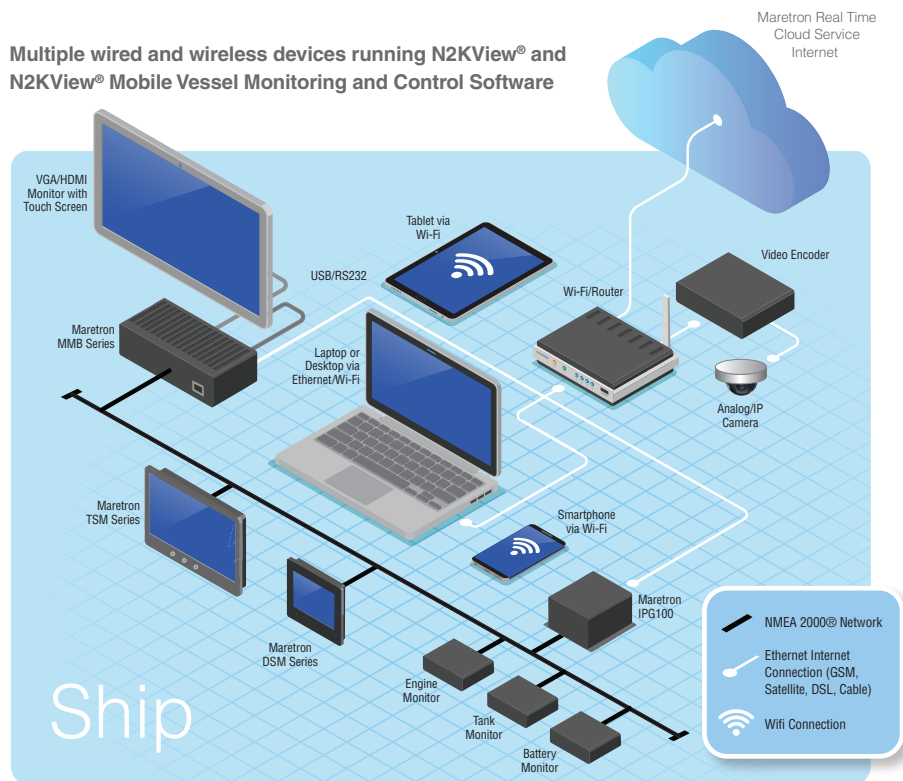 Maretron Real Time
Cloud Service
Internet
Multiple wired and wireless devices running N2KView® and
N2KView® Mobile Vessel Monitoring and Control Software
VGA/HDMI
Monitor with
Touch Screen
Tablet via
Wi-Fi
Video Encoder
USB/RS232
Wi-Fi/Router
Maretron
MMB Series
Laptop or
Desktop via
Ethernet/Wi-Fi
Analog/IP
Camera
Maretron
TSM Series
Smartphone
via Wi-Fi
Maretron
IPG100
Maretron
DSM Series
Engine
Monitor
Tank
Monitor
Battery
Monitor
Ship
NMEA 2000® Network
Ethernet Internet
Connection (GSM,
Satellite, DSL, Cable)
Wifi Connection